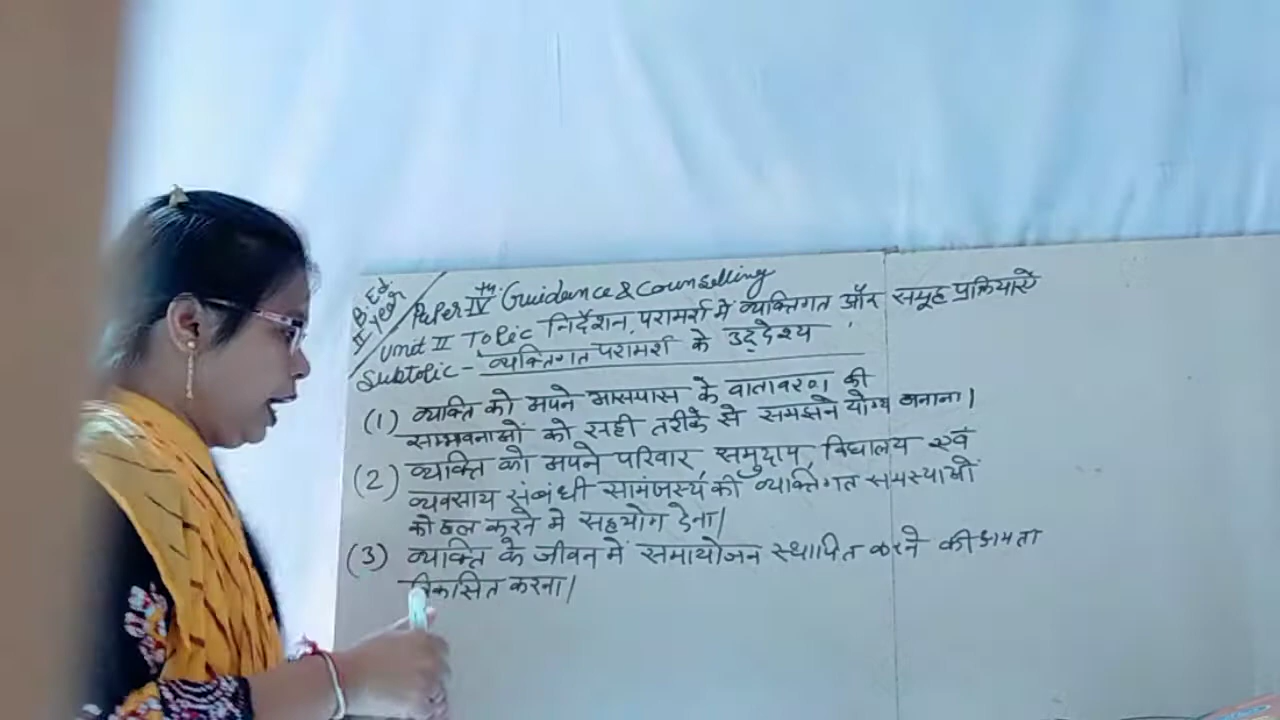 B.Ed.
II Year
Paper-IVth Guidance & Counselling
Unit II Topic निर्देशन, परामर्श में व्यक्तिगत और समूह प्रक्रियाऐं
Subtopic - व्यक्तिगत परामर्श के उद्देश्य
(1) व्यक्ति को अपने आसपास के वातावरण की
सम्भवनाओं को सही तरीके से समझने योग्य बनाना।
(2) व्यक्ति को अपने परिवार, समुदाय, विद्यालय एवं
व्यवसाय संबंधी सामंजस्य की व्यक्तिगत समस्याओं
को हल करने मे सहयोग देना।
(3) व्यक्ति के जीवन में समायोजन स्थापित करने की क्षमता
विकसित करना।